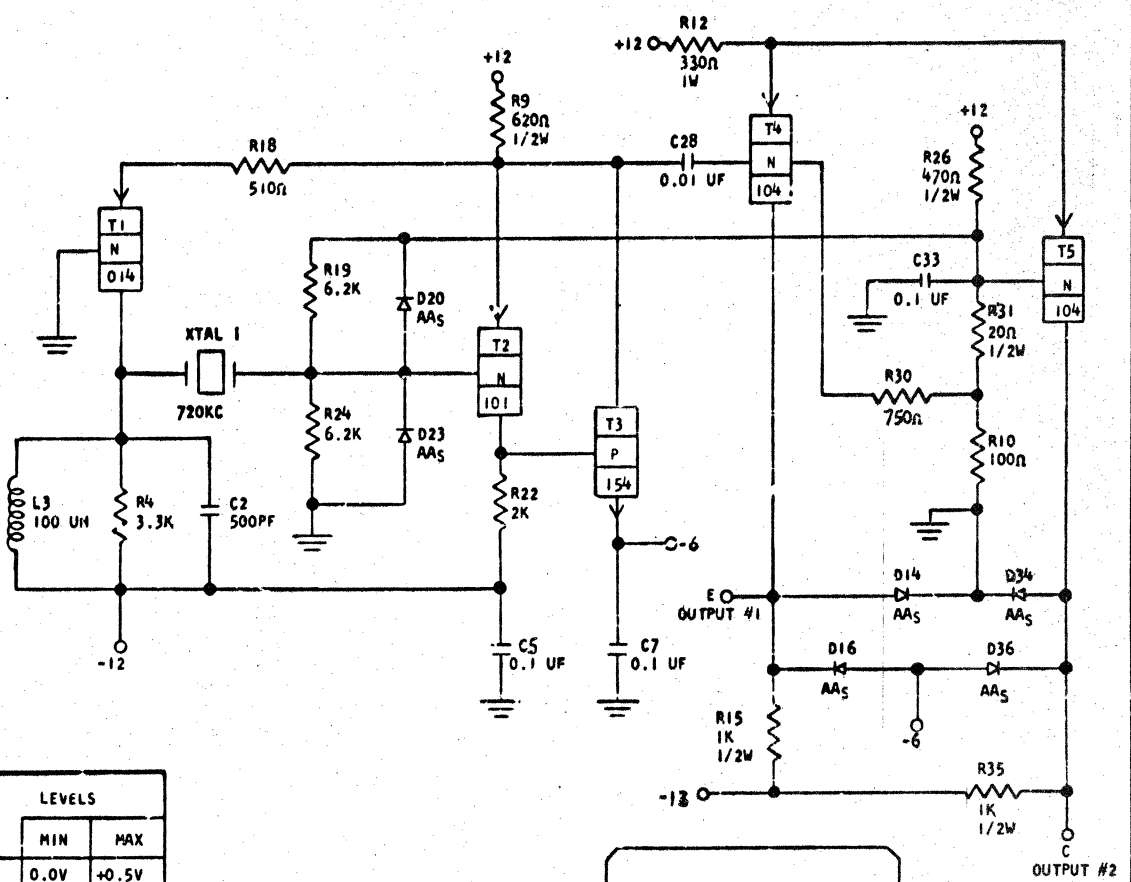 R12
+12
330Ω
1W
+12
R9
620Ω
1/2W
T4
N
104
+12
R18
510Ω
C28
0.01 UF
R26
470Ω
1/2W
T1
N
014
T5
N
104
R19
6.2K
D20
AAS
C33
0.1 UF
R31
20Ω
1/2W
XTAL 1
720KC
T2
N
101
R30
750Ω
R24
6.2K
D23
AAS
T3
P
154
R10
100Ω
L3
100 UH
R4
3.3K
C2
500PF
R22
2K
-6
E
OUTPUT #1
D14
AAS
D34
AAS
-12
C5
0.1 UF
C7
0.1 UF
D16
AAS
D36
AAS
-6
R15
1K
1/2W
R35
1K
1/2W
C
OUTPUT #2
LEVELS
MIN
MAX
0.0V
+0.5V